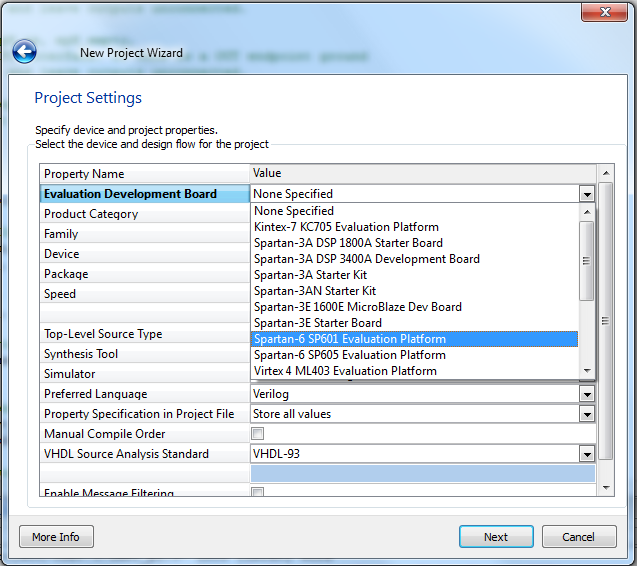 New Project Wizard
Project Settings
Specify device and project properties.
Select the device and design flow for the project
Property Name Value
Evaluation Development Board None Specified
Product Category None Specified
Family Kintex-7 KC705 Evaluation Platform
Spartan-3A DSP 1800A Starter Board
Device Spartan-3A DSP 3400A Development Board
Package Spartan-3A Starter Kit
Speed Spartan-3AN Starter Kit
Spartan-3E 1600E MicroBlaze Dev Board
Top-Level Source Type Spartan-3E Starter Board
Synthesis Tool Spartan-6 SP601 Evaluation Platform
Spartan-6 SP605 Evaluation Platform
Simulator Virtex 4 ML403 Evaluation Platform
Preferred Language Verilog
Property Specification in Project File Store all values
Manual Compile Order
VHDL Source Analysis Standard VHDL-93
Enable Message Filtering
More Info Next Cancel